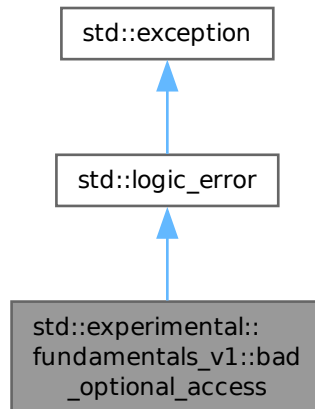 std::exception
std::logic_error
std::experimental::
fundamentals_v1::bad
_optional_access